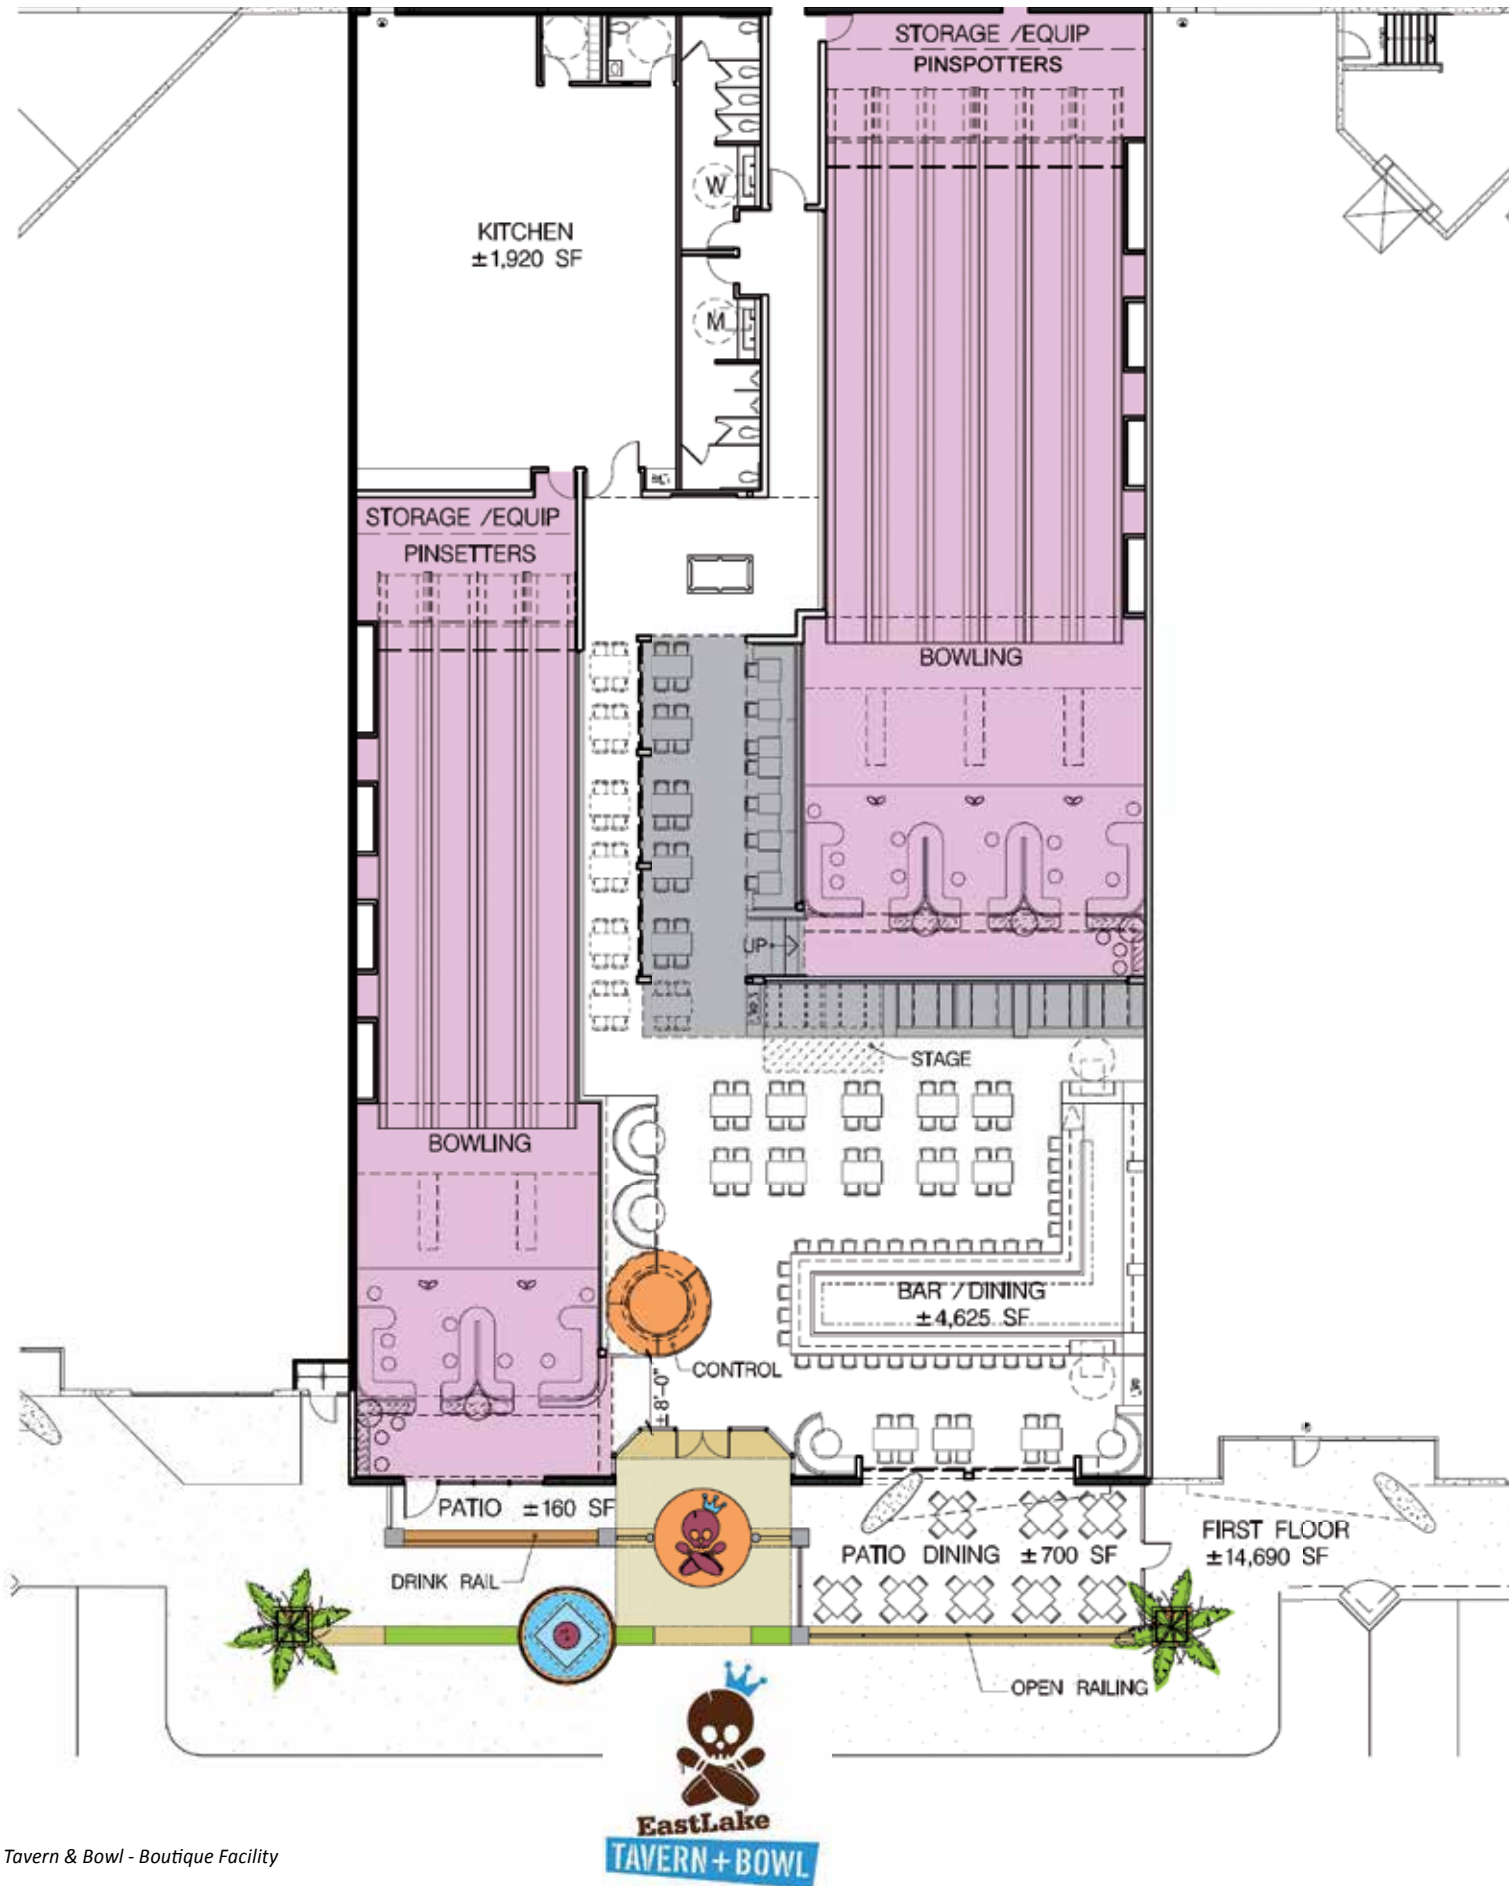 STORAGE /EQUIP
PINSPOTTERS
W
KITCHEN
±1,920 SF
M
STORAGE /EQUIP
PINSETTERS
BOWLING
UP
STAGE
BOWLING
BAR / DINING
±4,625 SF
CONTROL
±8'-0"
PATIO ±160 SF
FIRST FLOOR
±14,690 SF
PATIO DINING ±700 SF
DRINK RAIL
OPEN RAILING
EastLake
TAVERN + BOWL
Tavern & Bowl - Boutique Facility